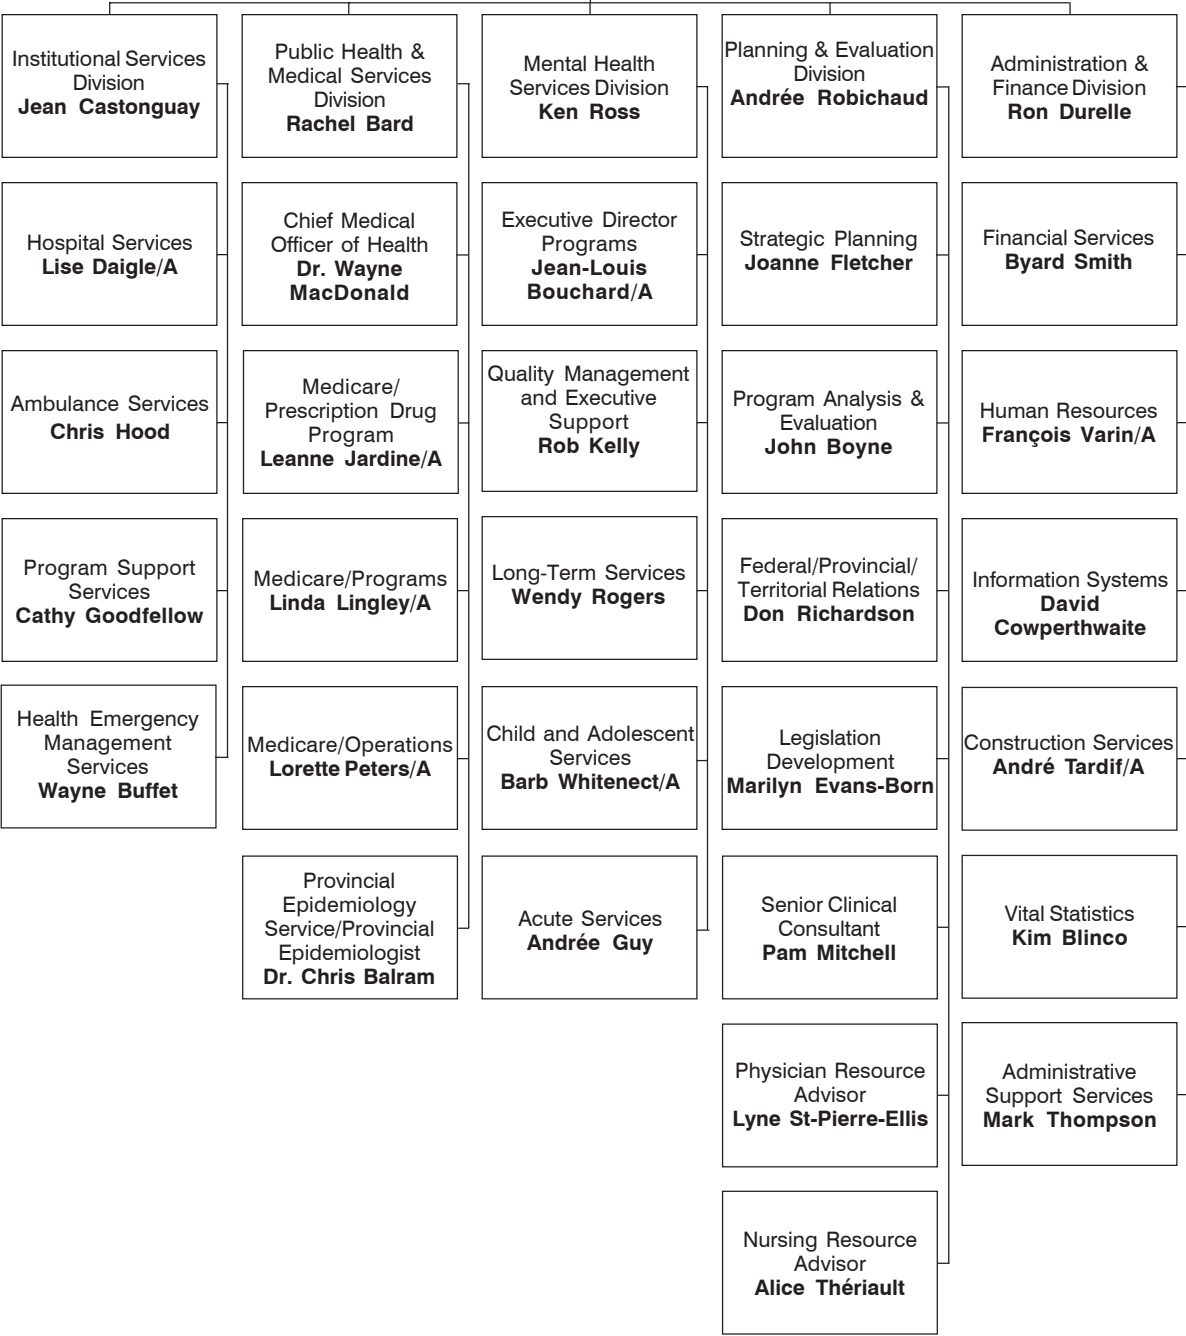 Institutional Services
Division
Jean Castonguay
Hospital Services
Lise Daigle/A
Ambulance Services
Chris Hood
Program Support
Services
Cathy Goodfellow
Health Emergency
Management
Services
Wayne Buffet
Public Health &
Medical Services
Division
Rachel Bard
Chief Medical
Officer of Health
Dr. Wayne
MacDonald
Medicare/
Prescription Drug
Program
Leanne Jardine/A
Medicare/Programs
Linda Lingley/A
Medicare/Operations
Lorette Peters/A
Provincial
Epidemiology
Service/Provincial
Epidemiologist
Dr. Chris Balram
Mental Health
Services Division
Ken Ross
Executive Director
Programs
Jean-Louis
Bouchard/A
Quality Management
and Executive
Support
Rob Kelly
Long-Term Services
Wendy Rogers
Child and Adolescent
Services
Barb Whitenect/A
Acute Services
Andrée Guy
Planning & Evaluation
Division
Andrée Robichaud
Strategic Planning
Joanne Fletcher
Program Analysis &
Evaluation
John Boyne
Federal/Provincial/
Territorial Relations
Don Richardson
Legislation
Development
Marilyn Evans-Born
Senior Clinical
Consultant
Pam Mitchell
Physician Resource
Advisor
Lyne St-Pierre-Ellis
Nursing Resource
Advisor
Alice Thériault
Administration &
Finance Division
Ron Durelle
Financial Services
Byard Smith
Human Resources
François Varin/A
Information Systems
David
Cowperthwaite
Construction Services
André Tardif/A
Vital Statistics
Kim Blinco
Administrative
Support Services
Mark Thompson